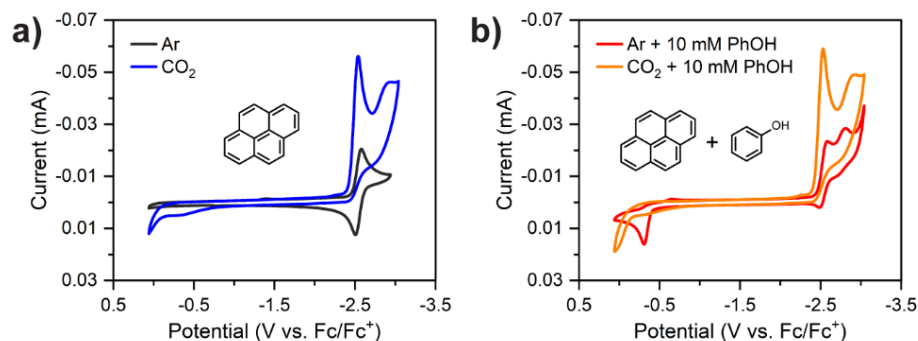 a)
Ar
CO₂
-0.07
-0.05
-0.03
-0.01
0.01
0.03
Current (mA)
0.5 -0.5 -1.5 -2.5 -3.5
Potential (V vs. Fc/Fc⁺)
b)
Ar + 10 mM PhOH
CO₂ + 10 mM PhOH
+
OH
-0.07
-0.05
-0.03
-0.01
0.01
0.03
Current (mA)
0.5 -0.5 -1.5 -2.5 -3.5
Potential (V vs. Fc/Fc⁺)